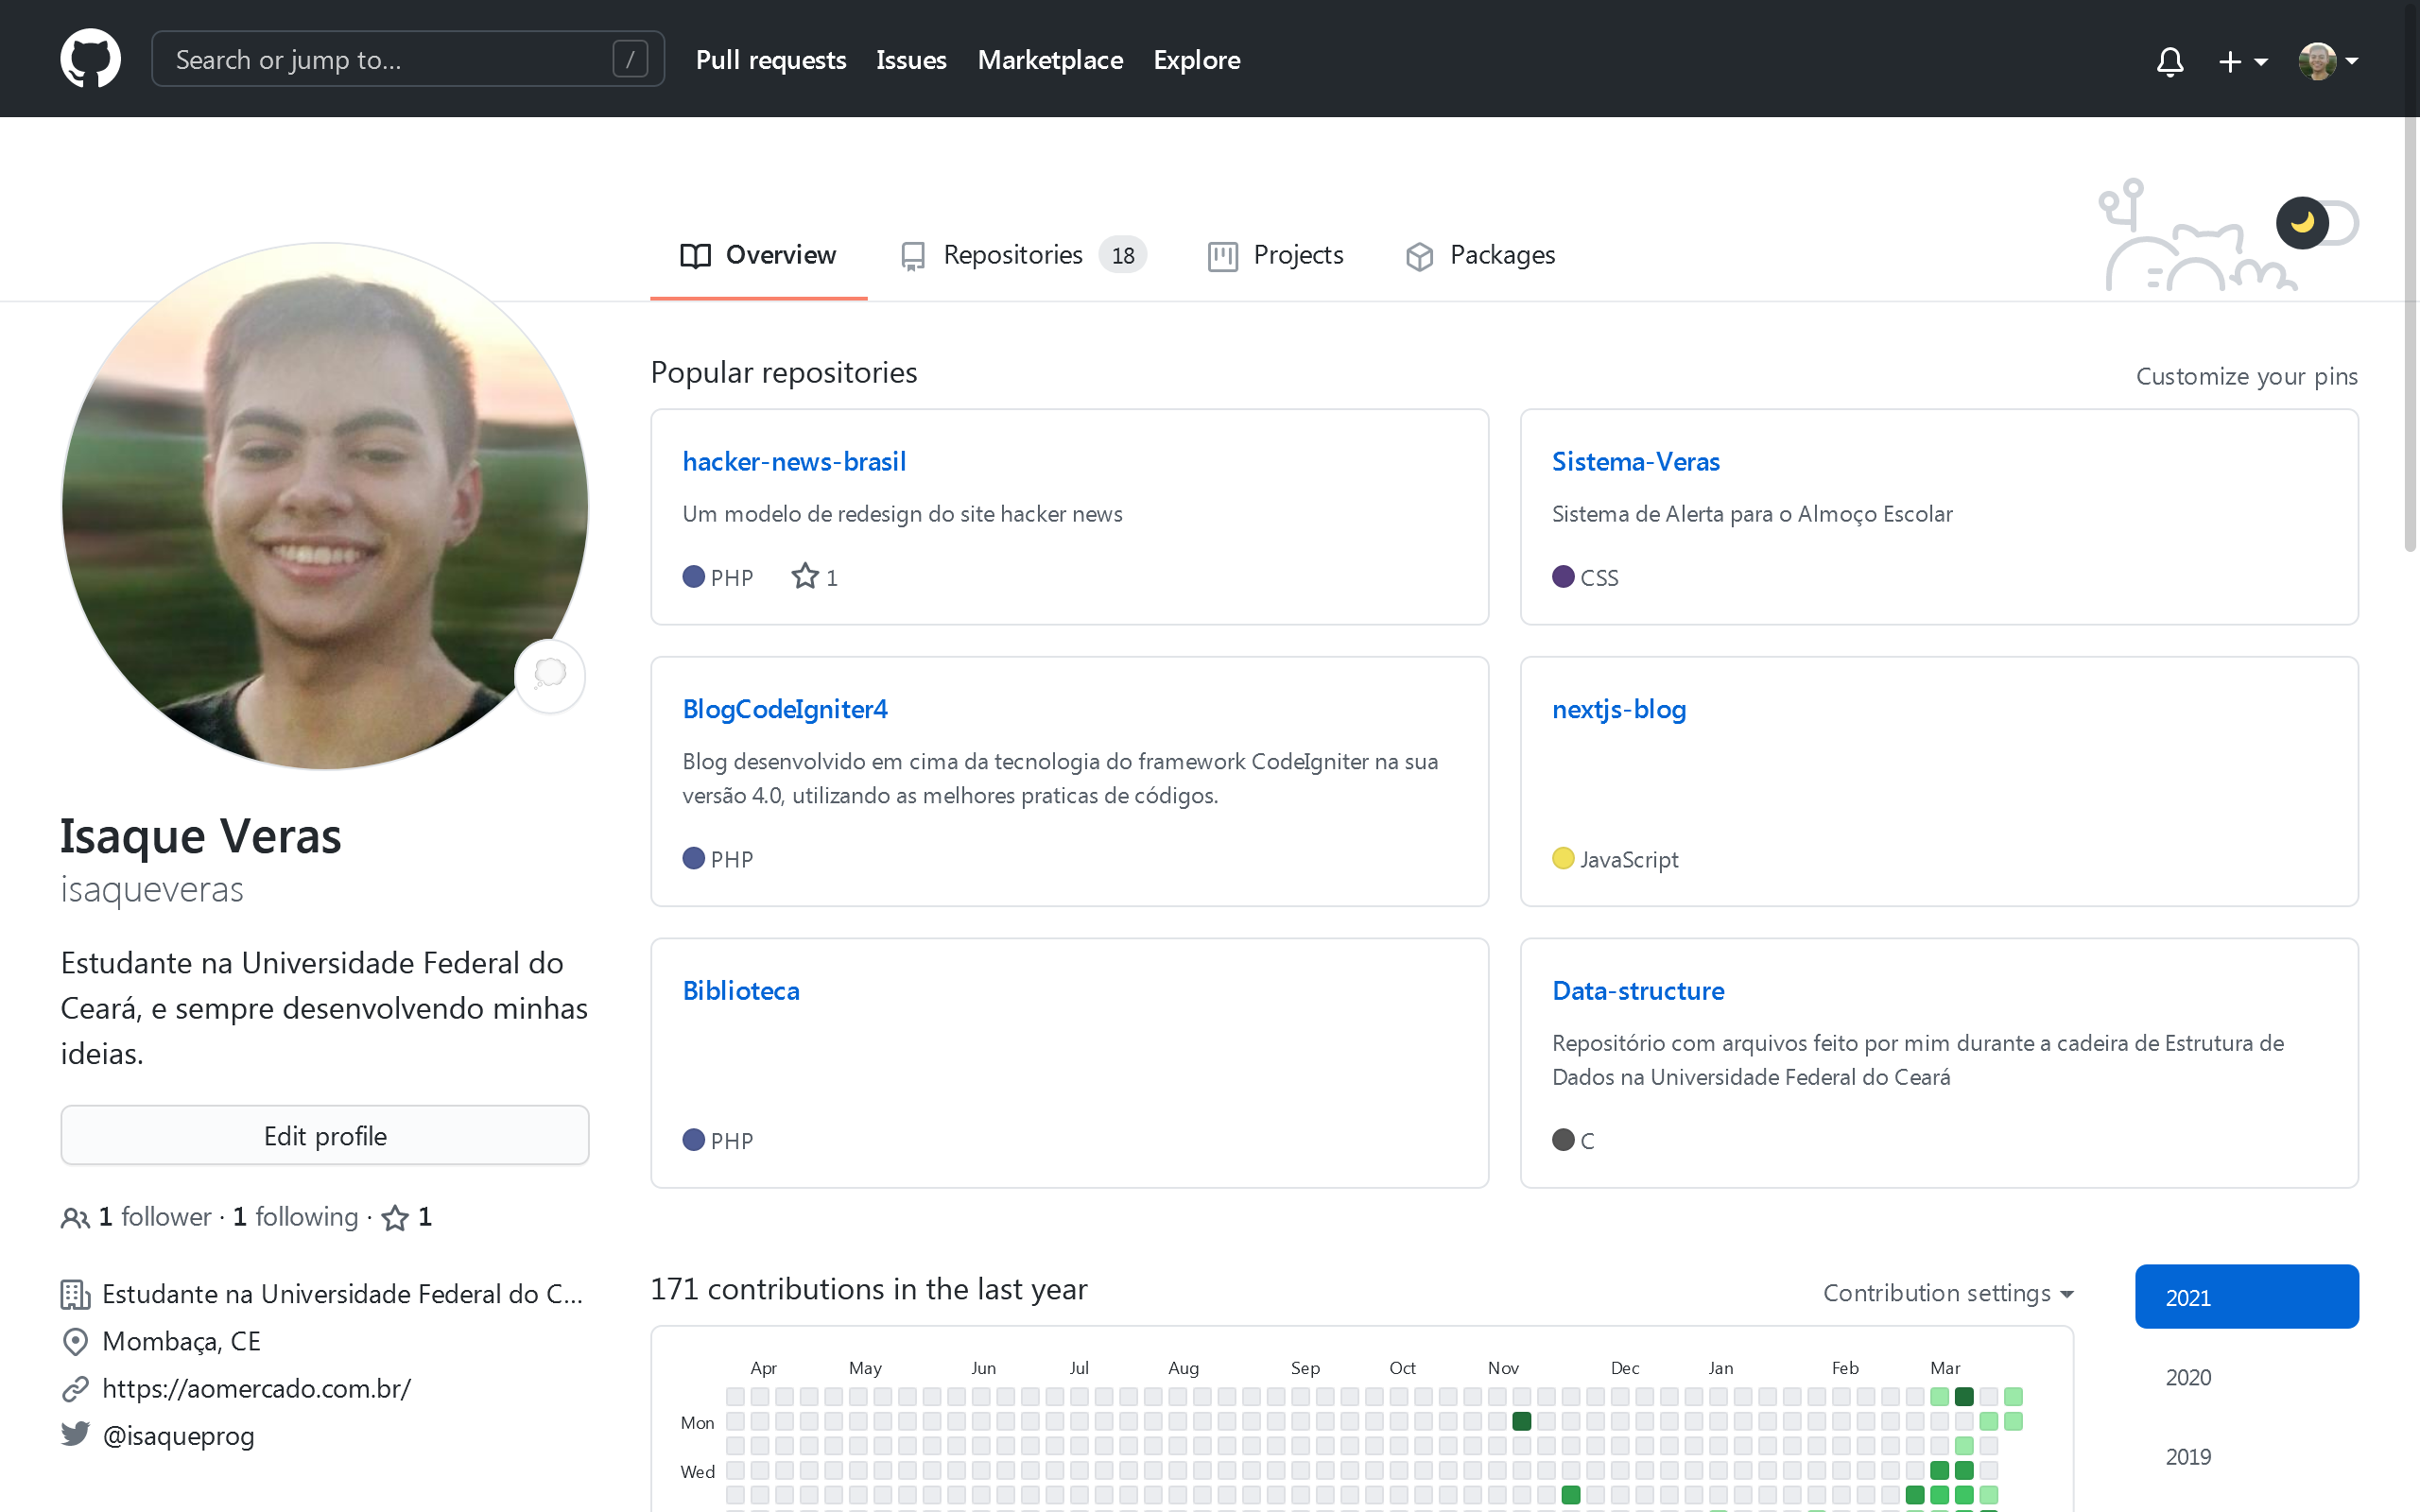 Search or jump to...
/
Pull requests
Issues
Marketplace
Explore
Overview
Repositories 18
Projects
Packages
Isaque Veras
isaqueveras
Estudante na Universidade Federal do
Ceará, e sempre desenvolvendo minhas
ideias.
Edit profile
1 follower · 1 following · 1
Estudante na Universidade Federal do C...
Mombaça, CE
https://aomercado.com.br/
@isaqueprog
Popular repositories
Customize your pins
hacker-news-brasil
Um modelo de redesign do site hacker news
PHP 1
Sistema-Veras
Sistema de Alerta para o Almoço Escolar
CSS
BlogCodeIgniter4
Blog desenvolvido em cima da tecnologia do framework CodeIgniter na sua
versão 4.0, utilizando as melhores praticas de códigos.
PHP
nextjs-blog
JavaScript
Biblioteca
PHP
Data-structure
Repositório com arquivos feito por mim durante a cadeira de Estrutura de
Dados na Universidade Federal do Ceará
C
171 contributions in the last year
Contribution settings
Apr May Jun Jul Aug Sep Oct Nov Dec Jan Feb Mar
Mon
Wed
2021
2020
2019